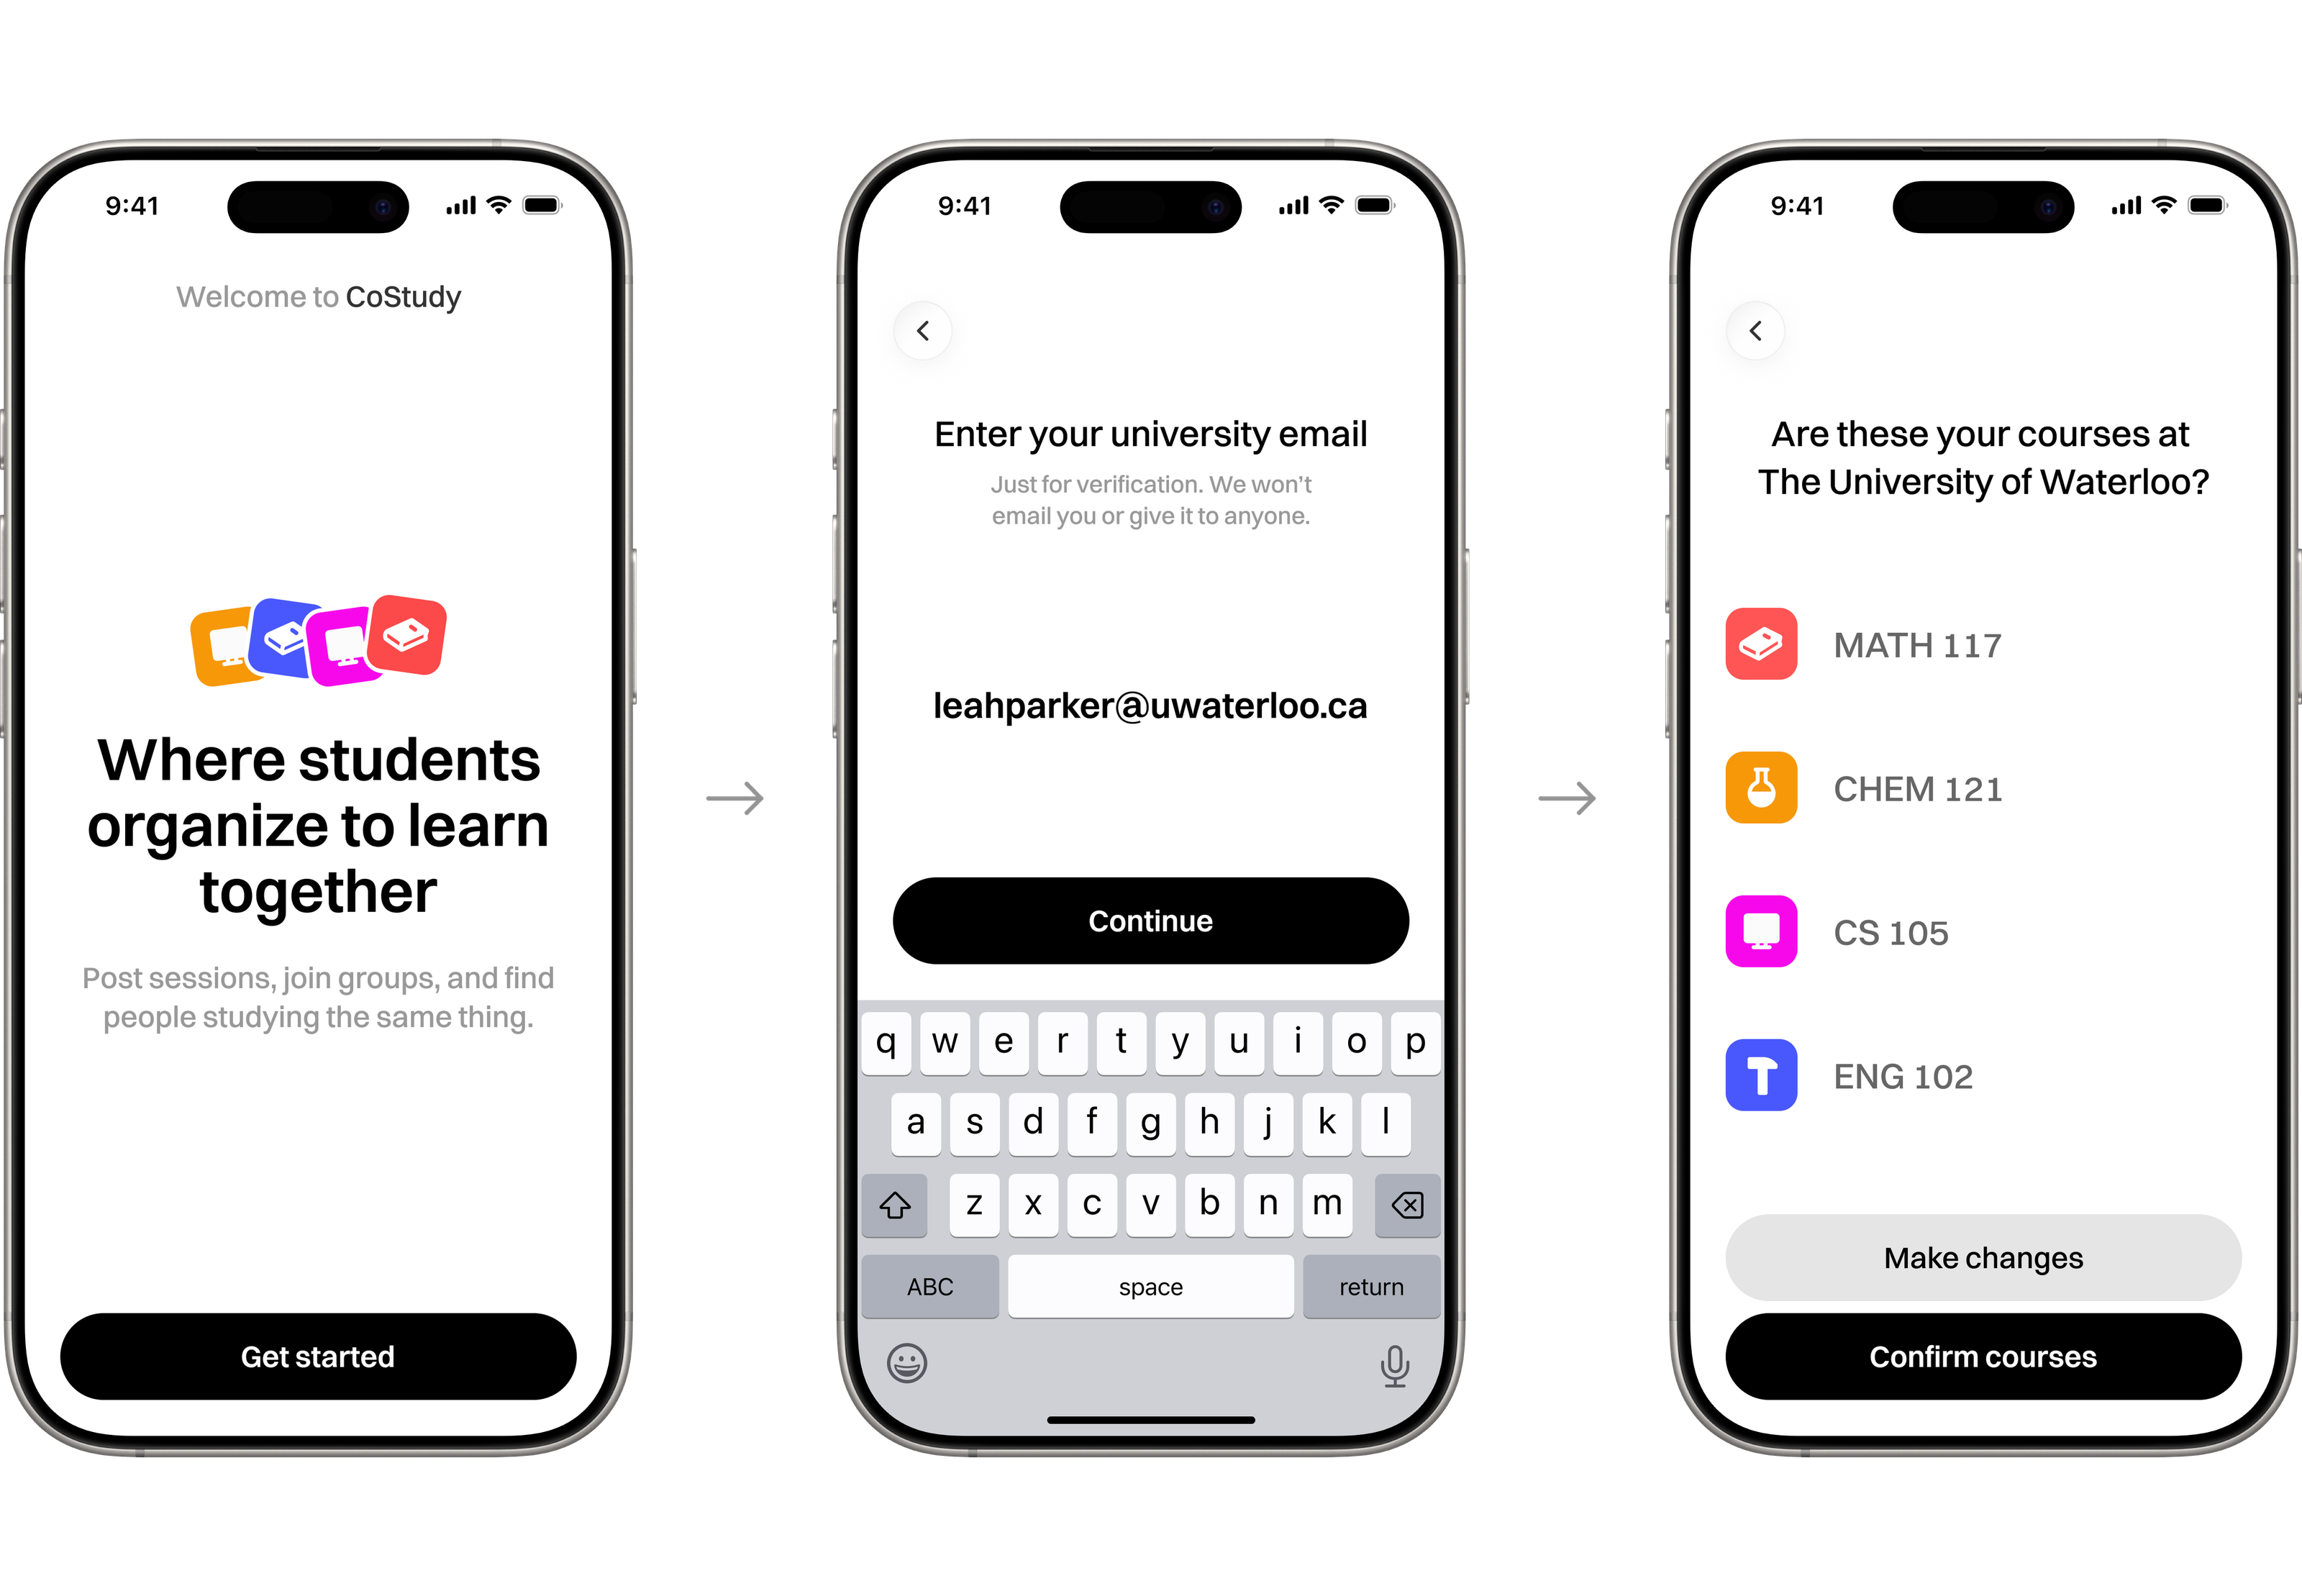 9:41
Welcome to CoStudy
Where students
organize to learn
together
Post sessions, join groups, and find
people studying the same thing.
Get started
9:41
Enter your university email
Just for verification. We won’t
email you or give it to anyone.
leahparker@uwaterloo.ca
Continue
q w e r t y u i o p
a s d f g h j k l
z x c v b n m
ABC space return
9:41
Are these your courses at
The University of Waterloo?
MATH 117
CHEM 121
CS 105
ENG 102
Make changes
Confirm courses